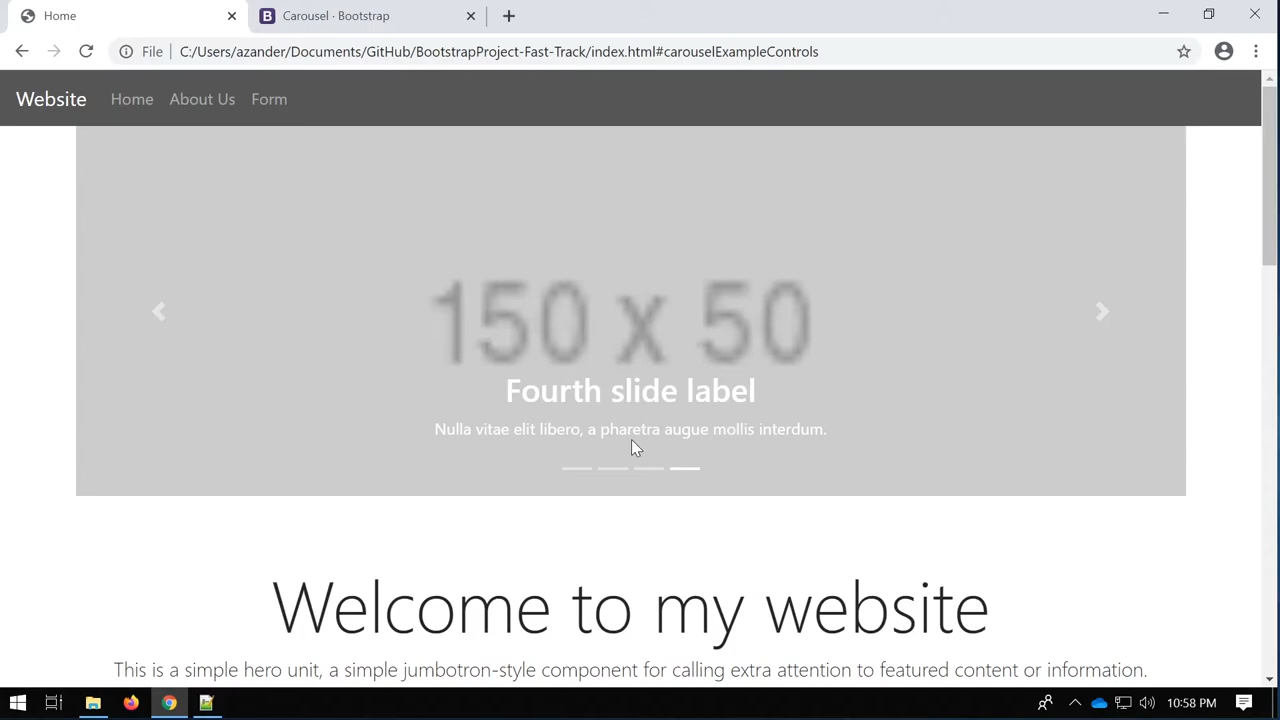 Home
Carousel · Bootstrap
File
C:/Users/azander/Documents/GitHub/BootstrapProject-Fast-Track/index.html#carouselExampleControls
Website Home About Us Form
150 x 50
Fourth slide label
Nulla vitae elit libero, a pharetra augue mollis interdum.
Welcome to my website
This is a simple hero unit, a simple jumbotron-style component for calling extra attention to featured content or information.
10:58 PM